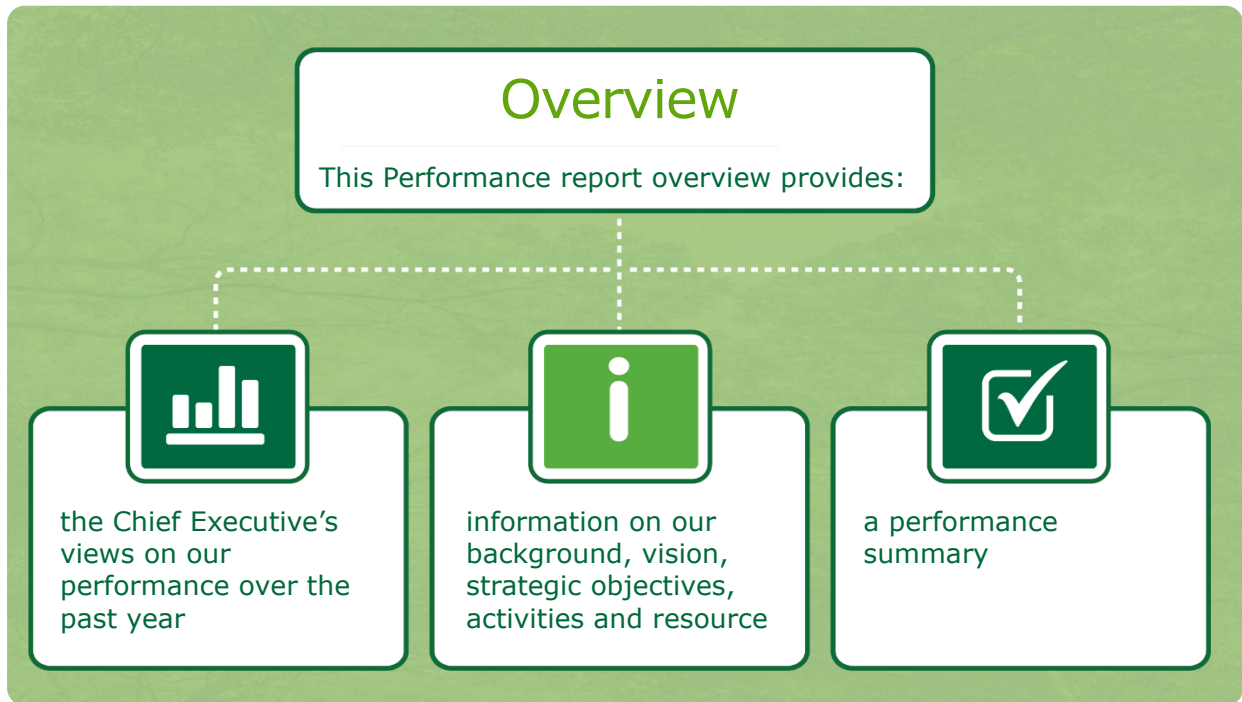 Overview
This Performance report overview provides:
the Chief Executive’s
views on our
performance over the
past year
information on our
background, vision,
strategic objectives,
activities and resource
a performance
summary